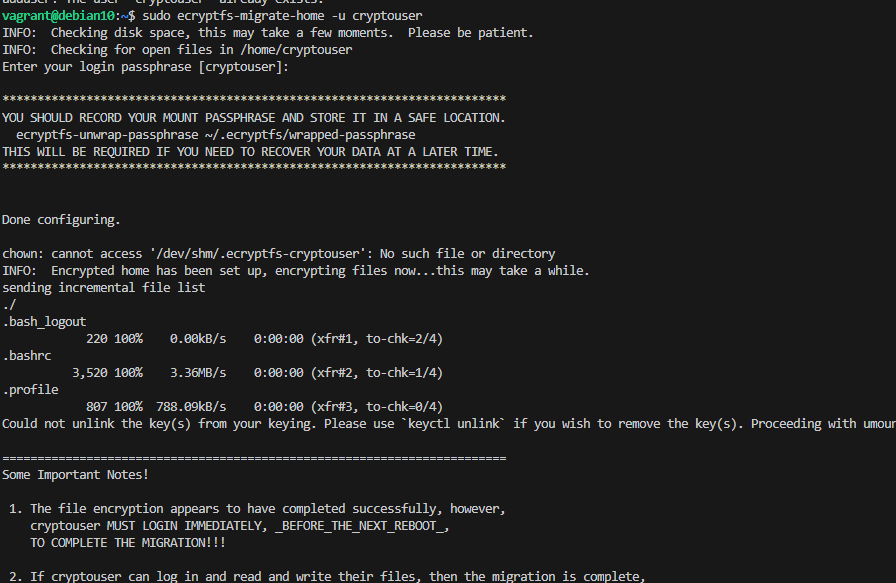 adduser: The user `cryptouser' already exists.
vagrant@debian10:~$ sudo ecryptfs-migrate-home -u cryptouser
INFO:  Checking disk space, this may take a few moments.  Please be patient.
INFO:  Checking for open files in /home/cryptouser
Enter your login passphrase [cryptouser]:
************************************************************************
YOU SHOULD RECORD YOUR MOUNT PASSPHRASE AND STORE IT IN A SAFE LOCATION.
  ecryptfs-unwrap-passphrase ~/.ecryptfs/wrapped-passphrase
THIS WILL BE REQUIRED IF YOU NEED TO RECOVER YOUR DATA AT A LATER TIME.
************************************************************************
Done configuring.
chown: cannot access '/dev/shm/.ecryptfs-cryptouser': No such file or directory
INFO:  Encrypted home has been set up, encrypting files now...this may take a while.
sending incremental file list
./
.bash_logout
            220 100%    0.00kB/s    0:00:00 (xfr#1, to-chk=2/4)
.bashrc
          3,520 100%    3.36MB/s    0:00:00 (xfr#2, to-chk=1/4)
.profile
            807 100%  788.09kB/s    0:00:00 (xfr#3, to-chk=0/4)
Could not unlink the key(s) from your keying. Please use `keyctl unlink` if you wish to remove the key(s). Proceeding with umoun
========================================================================
Some Important Notes!
 1. The file encryption appears to have completed successfully, however,
    cryptouser MUST LOGIN IMMEDIATELY, _BEFORE_THE_NEXT_REBOOT_,
    TO COMPLETE THE MIGRATION!!!
 2. If cryptouser can log in and read and write their files, then the migration is complete,